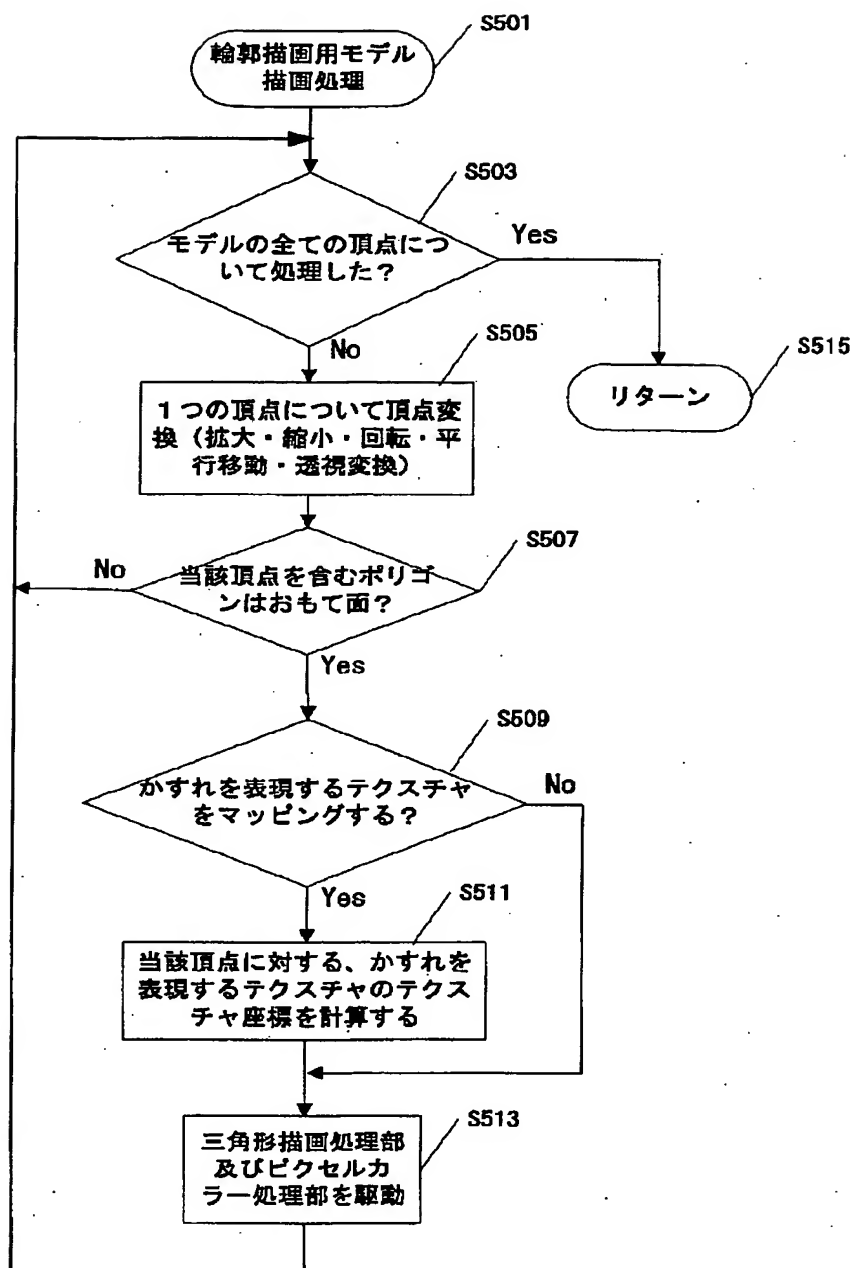 S501
輪郭描画用モデル
描画処理
S503
モデルの全ての頂点につ
いて処理した？
Yes
No
S505
S515
リターン
１つの頂点について頂点変
換（拡大・縮小・回転・平
行移動・透視変換）
S507
No
当該頂点を含むポリゴ
ンはおもて面？
Yes
S509
かすれを表現するテクスチャ
をマッピングする？
No
Yes
S511
当該頂点に対する、かすれを
表現するテクスチャのテクス
チャ座標を計算する
S513
三角形描画処理部
及びピクセルカ
ラー処理部を駆動